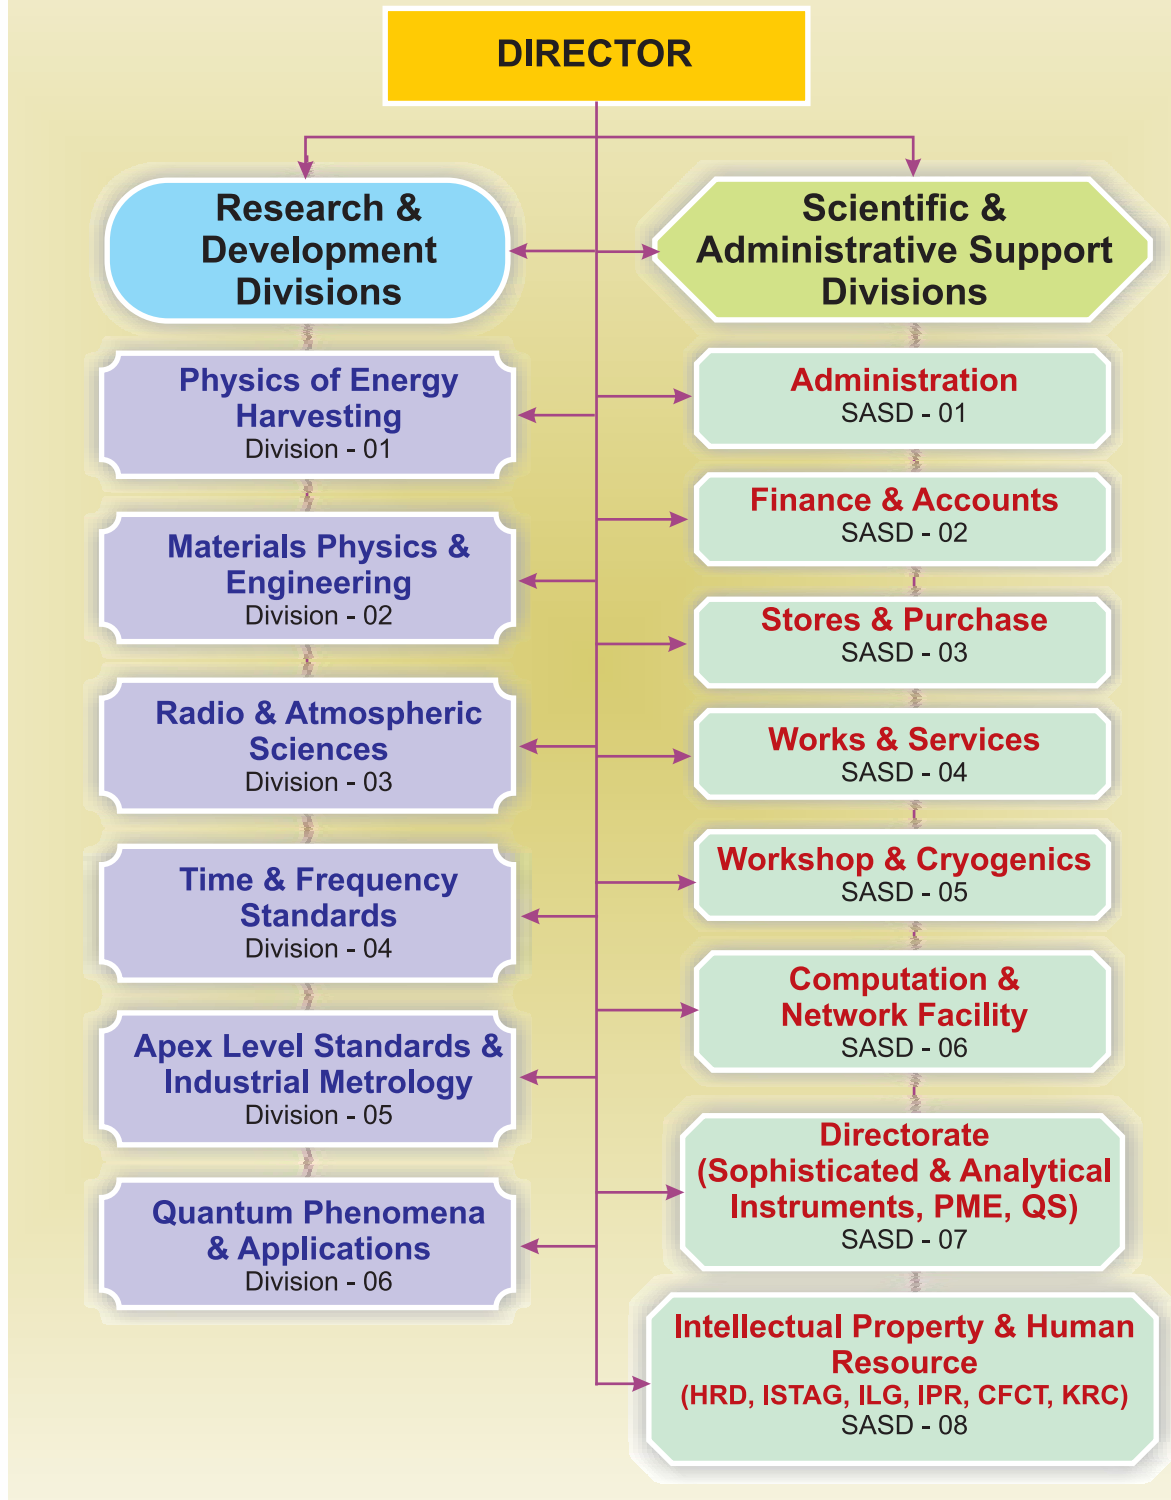 DIRECTOR
Research &
Development
Divisions
Physics of Energy
Harvesting
Division - 01
Materials Physics &
Engineering
Division - 02
Radio & Atmospheric
Sciences
Division - 03
Time & Frequency
Standards
Division - 04
Apex Level Standards &
Industrial Metrology
Division - 05
Quantum Phenomena
& Applications
Division - 06
Scientific &
Administrative Support
Divisions
Administration
SASD - 01
Finance & Accounts
SASD - 02
Stores & Purchase
SASD - 03
Works & Services
SASD - 04
Workshop & Cryogenics
SASD - 05
Computation &
Network Facility
SASD - 06
Directorate
(Sophisticated & Analytical
Instruments, PME, QS)
SASD - 07
Intellectual Property & Human
Resource
(HRD, ISTAG, ILG, IPR, CFCT, KRC)
SASD - 08